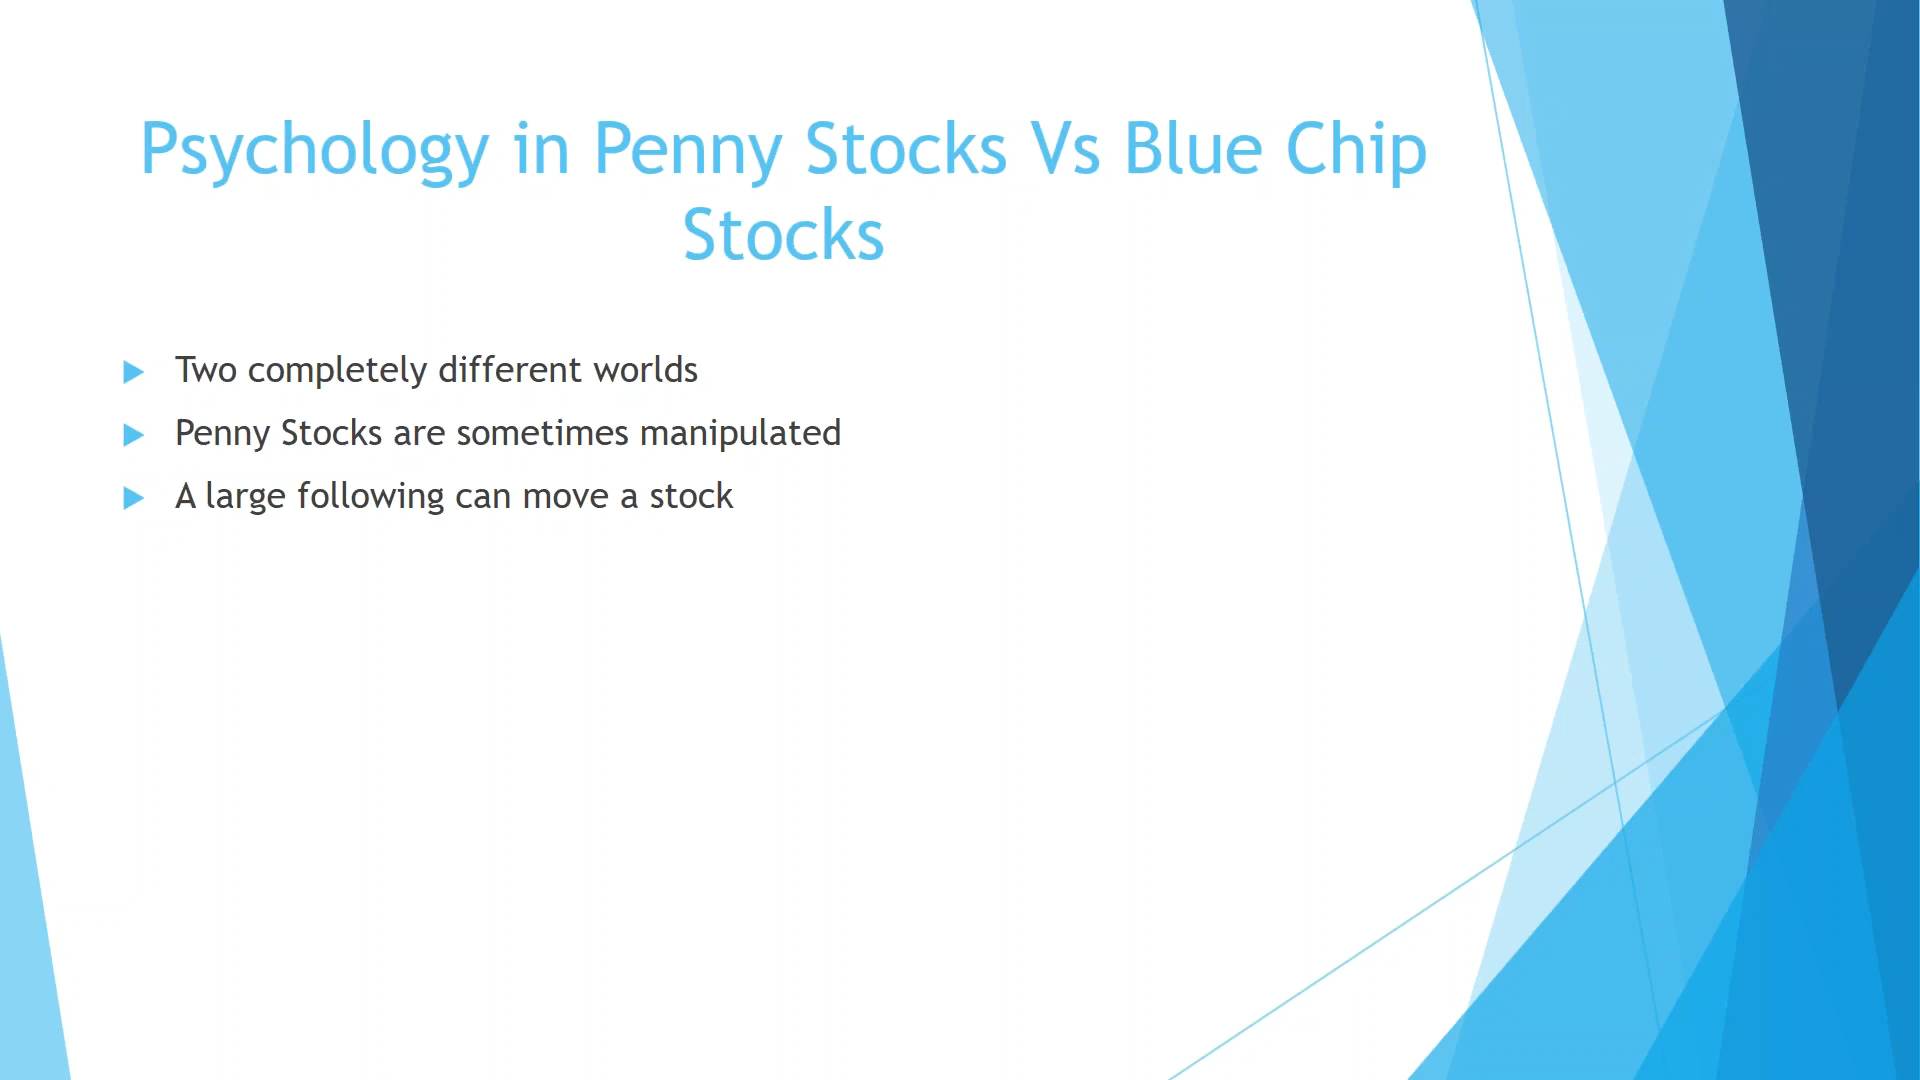 Psychology in Penny Stocks Vs Blue Chip
Stocks
Two completely different worlds
Penny Stocks are sometimes manipulated
A large following can move a stock